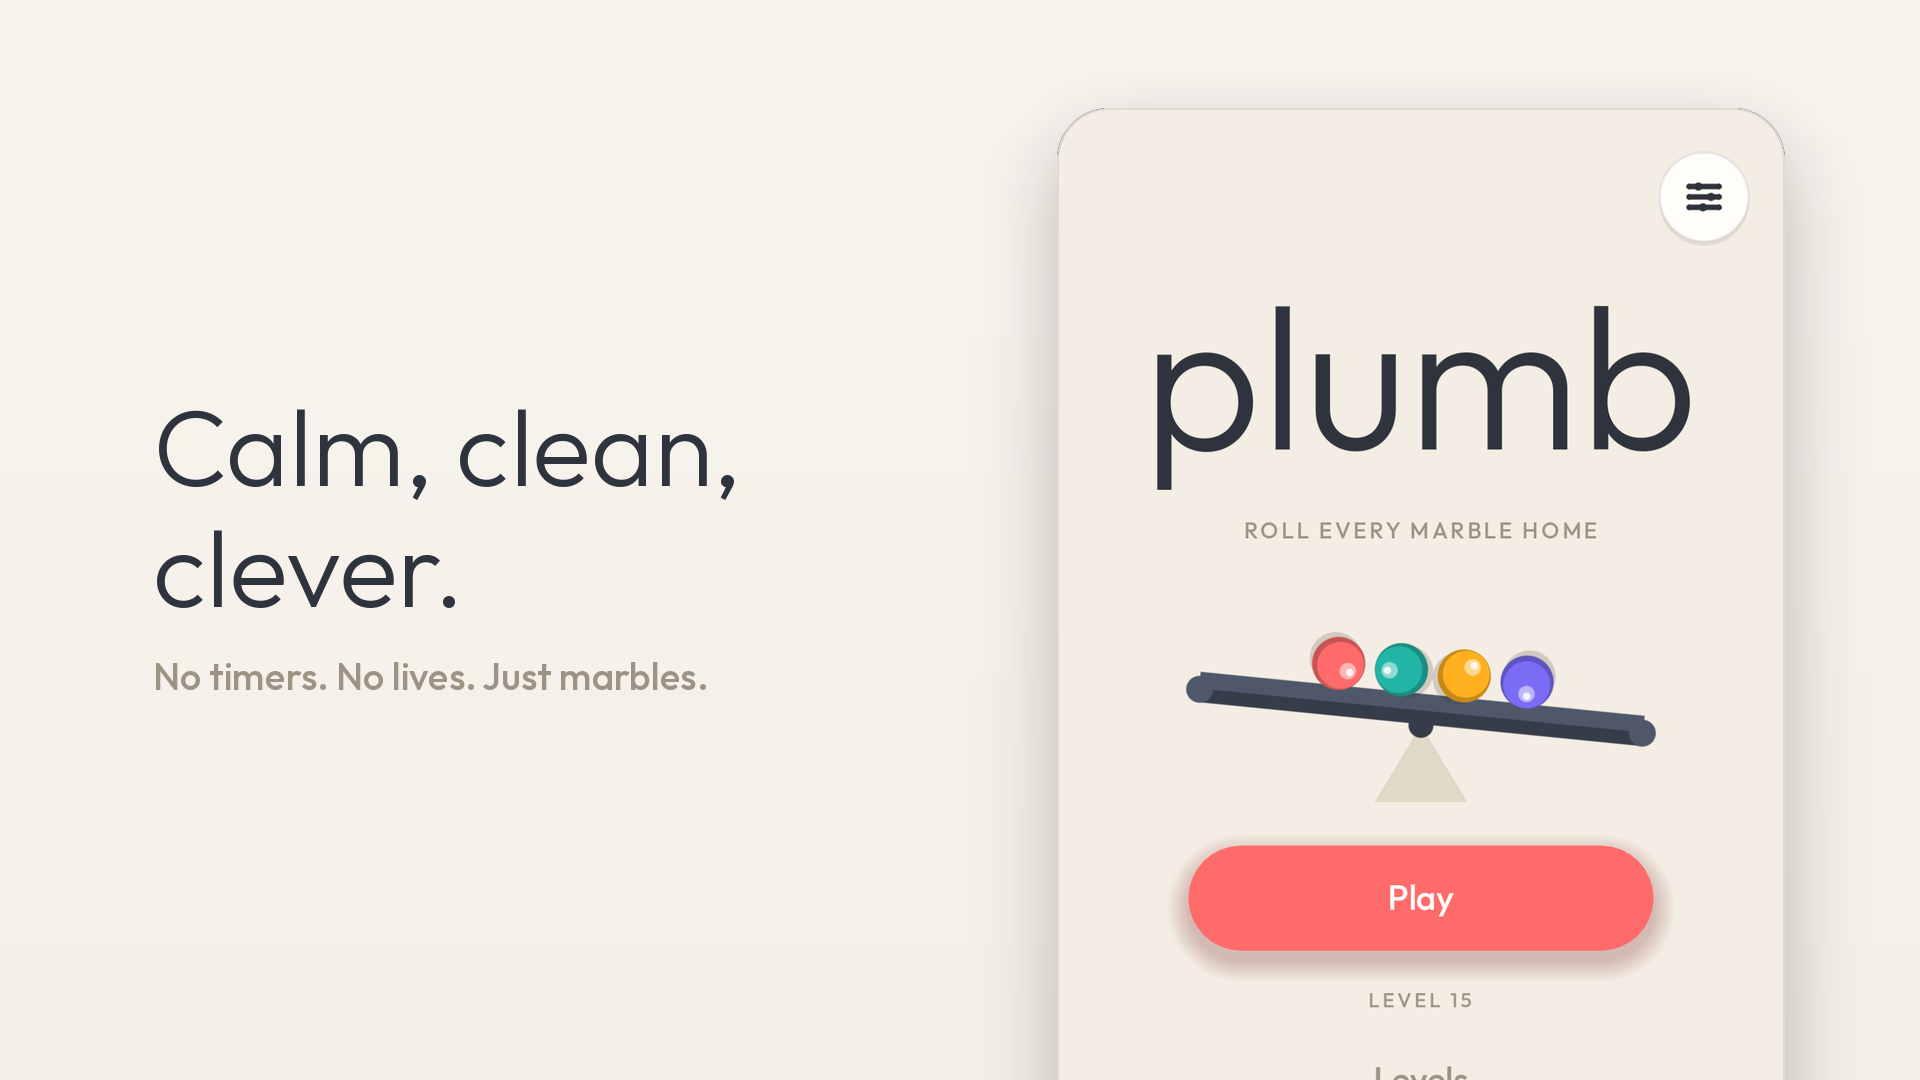 Calm, clean,
clever.
No timers. No lives. Just marbles.
plumb
ROLL EVERY MARBLE HOME
Play
LEVEL 15
Levels